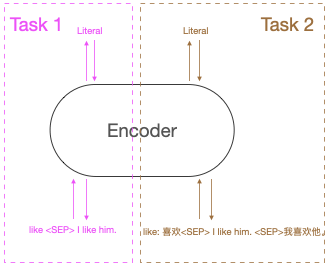 Task 1
Task 2
Literal
Literal
Encoder
like <SEP> I like him.
like: 喜欢<SEP> I like him. <SEP>我喜欢他。